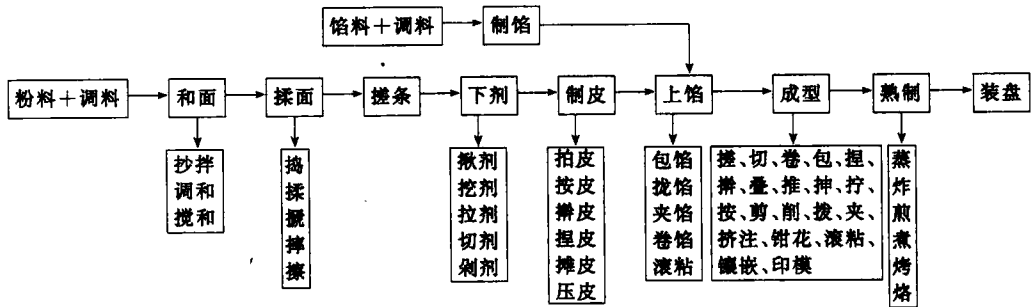 馅料+调料
制馅
粉料+调料
和面
揉面
搓条
下剂
制皮
上馅
成型
熟制
装盘
抄拌
调和
搅和
捣
揉
搋
摔
擦
揪剂
挖剂
拉剂
切剂
剁剂
拍皮
按皮
擀皮
捏皮
摊皮
压皮
包馅
拢馅
夹馅
卷馅
滚粘
搓、切、卷、包、捏、
擀、叠、推、抻、拧、
按、剪、削、拨、夹、
挤注、钳花、滚粘、
镶嵌、印模
蒸
炸
煎
煮
烤
烙